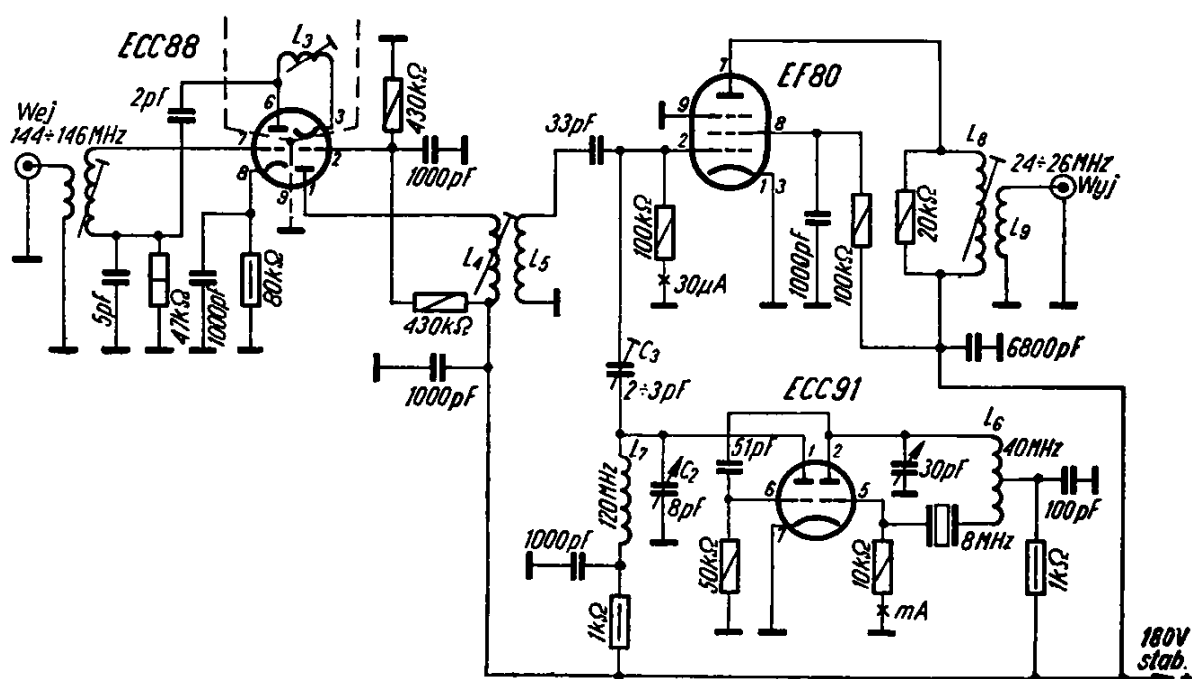 ECC88
L3
2pF
6
3
Wej
144÷146MHz
7
2
8
9
1
430kΩ
1000pF
5pF
47kΩ
1000pF
80kΩ
430kΩ
1000pF
L4
L5
33pF
EF80
7
9
2
8
1
3
100kΩ
30μA
1000pF
100kΩ
20kΩ
L8
24÷26MHz
Wyj
L9
6800pF
C3
2÷3pF
L7
120MHz
C2
8pF
1000pF
1kΩ
ECC91
51pF
1
2
6
5
7
50kΩ
10kΩ
mA
30pF
L6
40MHz
8MHz
100pF
1kΩ
180V
stab.
+